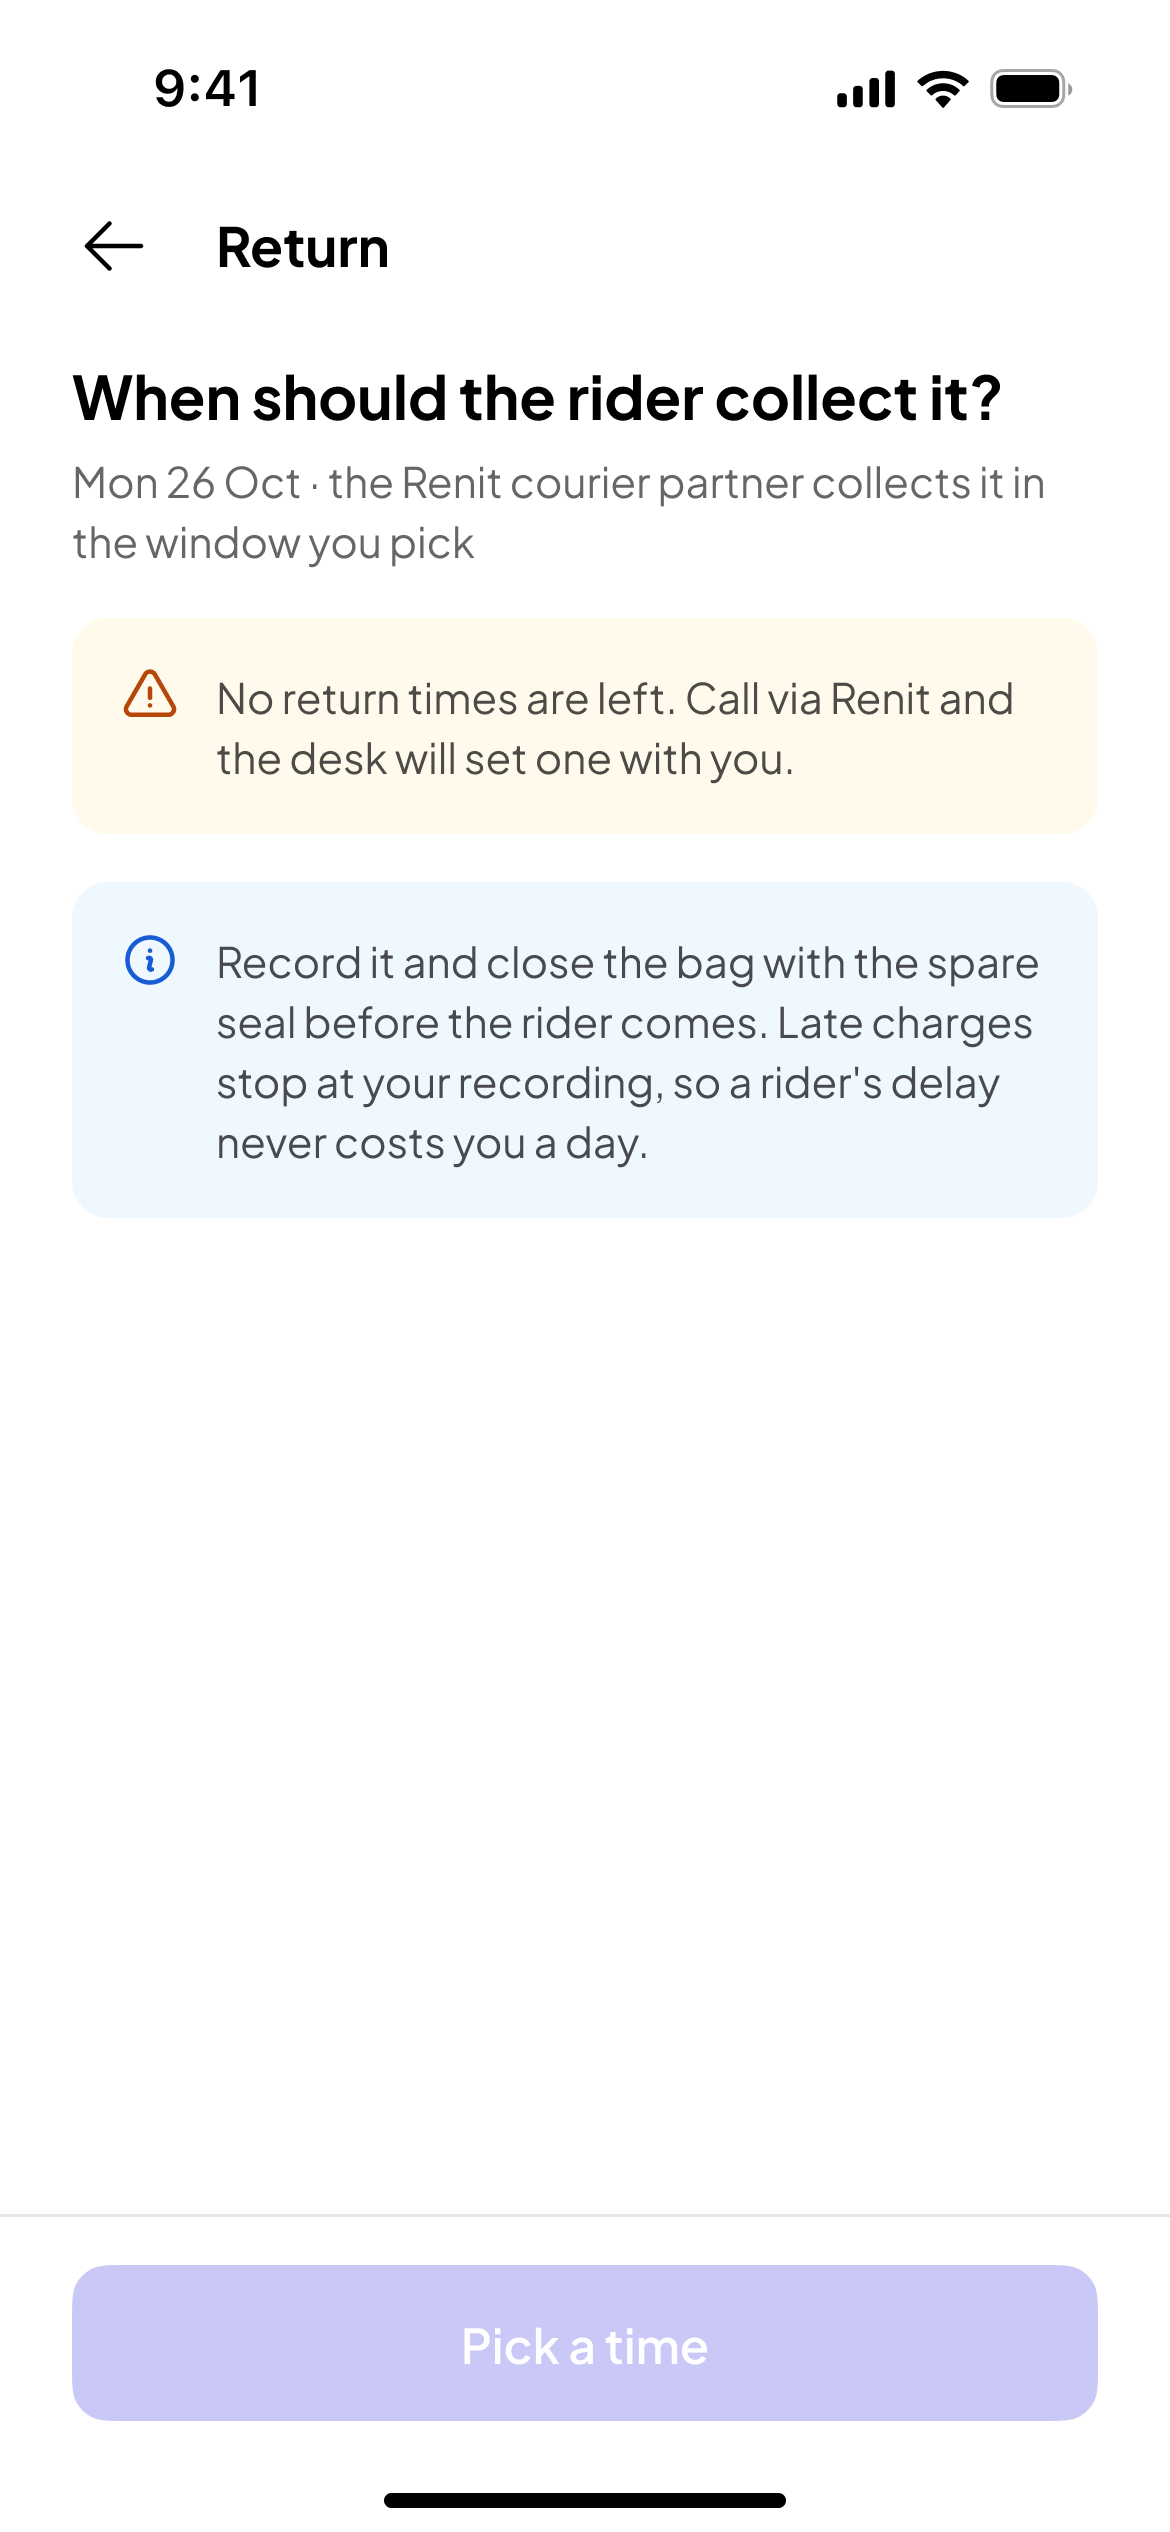 9:41
Return
When should the rider collect it?
Mon 26 Oct · the Renit courier partner collects it in
the window you pick
No return times are left. Call via Renit and
the desk will set one with you.
Record it and close the bag with the spare
seal before the rider comes. Late charges
stop at your recording, so a rider's delay
never costs you a day.
Pick a time